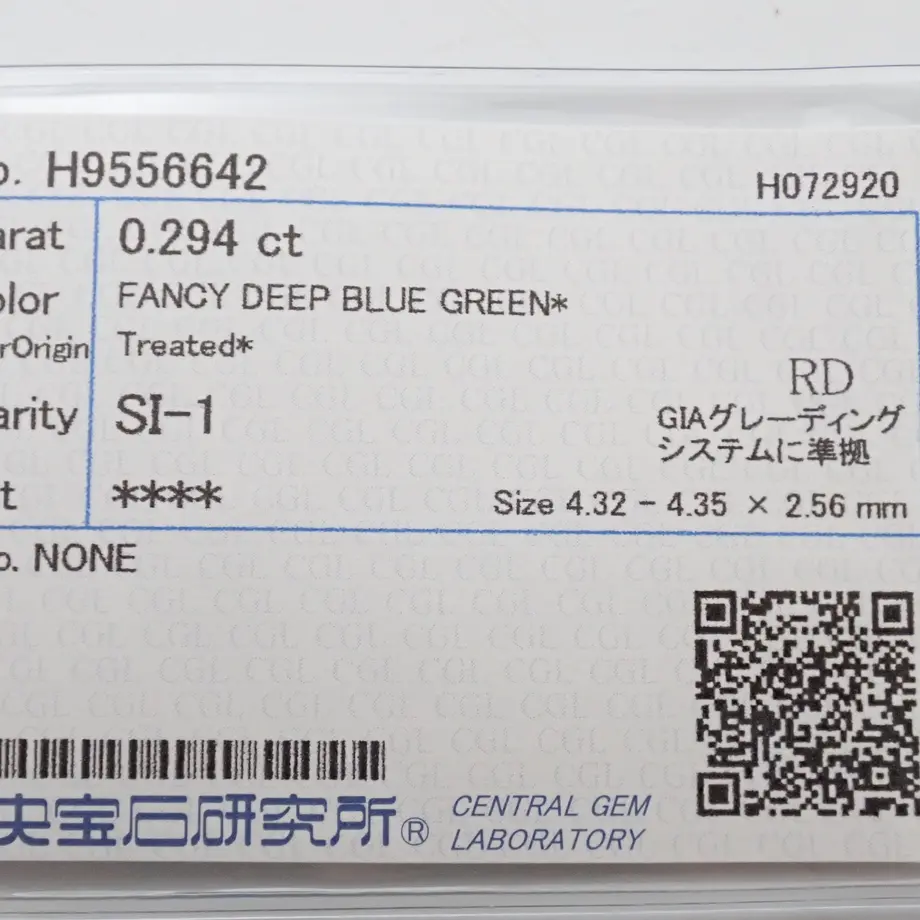 o. H9556642
H072920
arat 0.294 ct
olor FANCY DEEP BLUE GREEN*
rOrigin Treated*
RD
arity SI-1
GIAグレーディング
システムに準拠
t ****
Size 4.32 - 4.35 × 2.56 mm
o. NONE
央宝石研究所® CENTRAL GEM
LABORATORY